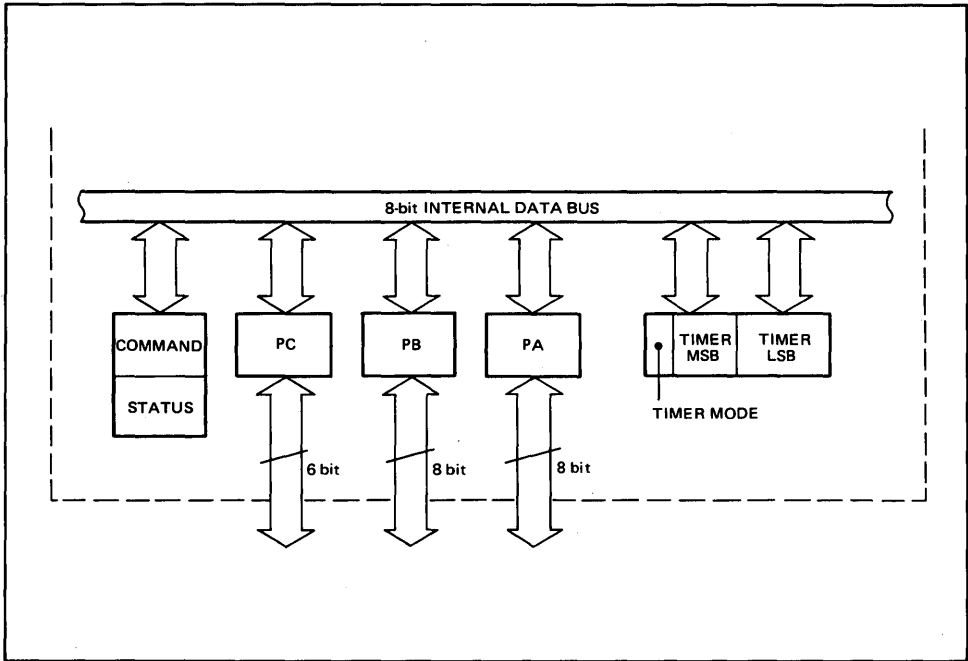 8-bit INTERNAL DATA BUS
COMMAND
STATUS
PC
PB
PA
TIMER
MSB
TIMER
LSB
TIMER MODE
6 bit
8 bit
8 bit